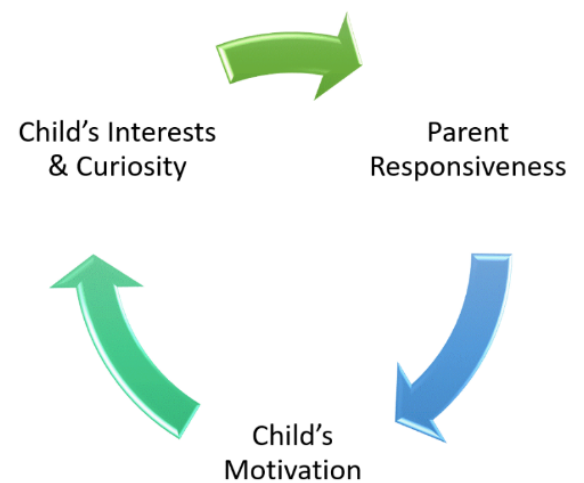 Child’s Interests
& Curiosity
Parent
Responsiveness
Child’s
Motivation